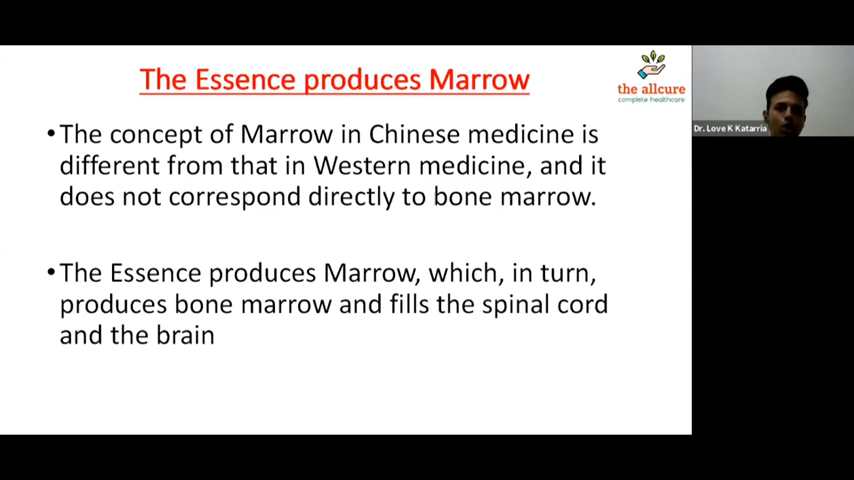 The Essence produces Marrow
the allcure
complete healthcare
Dr. Love K Katarria
•The concept of Marrow in Chinese medicine is
different from that in Western medicine, and it
does not correspond directly to bone marrow.
•The Essence produces Marrow, which, in turn,
produces bone marrow and fills the spinal cord
and the brain